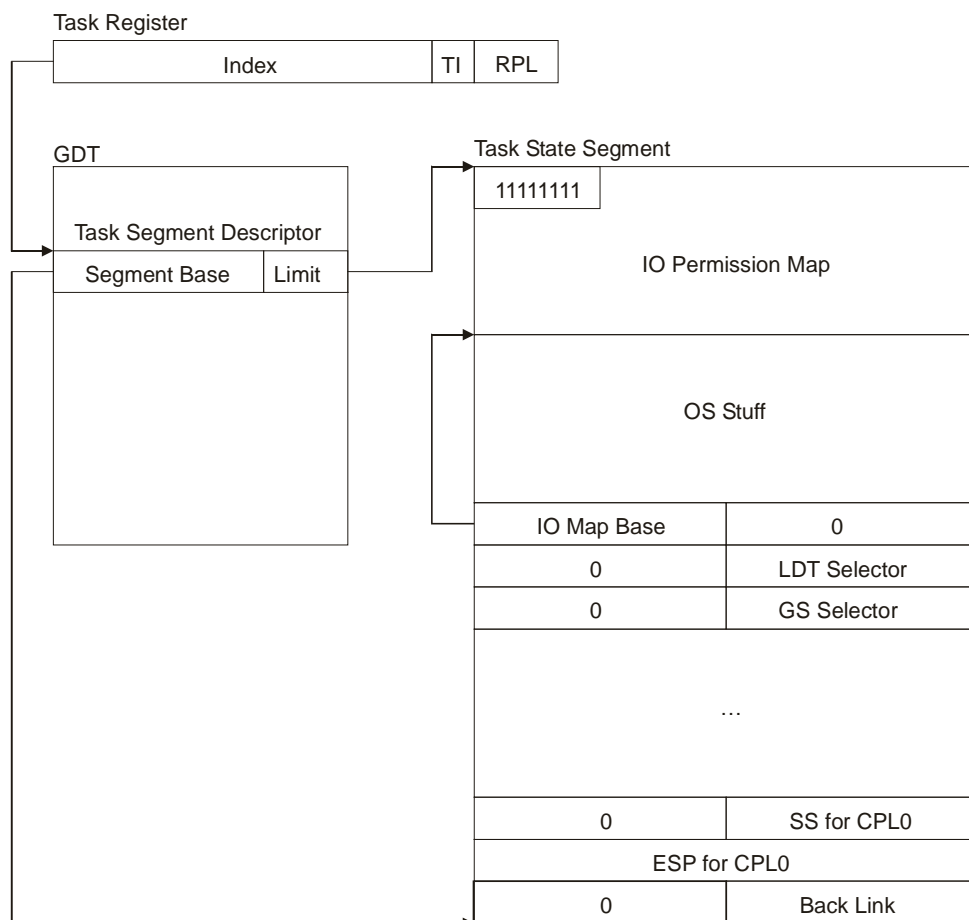 Task Register
Index TI RPL
GDT
Task State Segment
11111111
Task Segment Descriptor
Segment Base Limit
IO Permission Map
OS Stuff
IO Map Base 0
0 LDT Selector
0 GS Selector
...
0 SS for CPL0
ESP for CPL0
0 Back Link